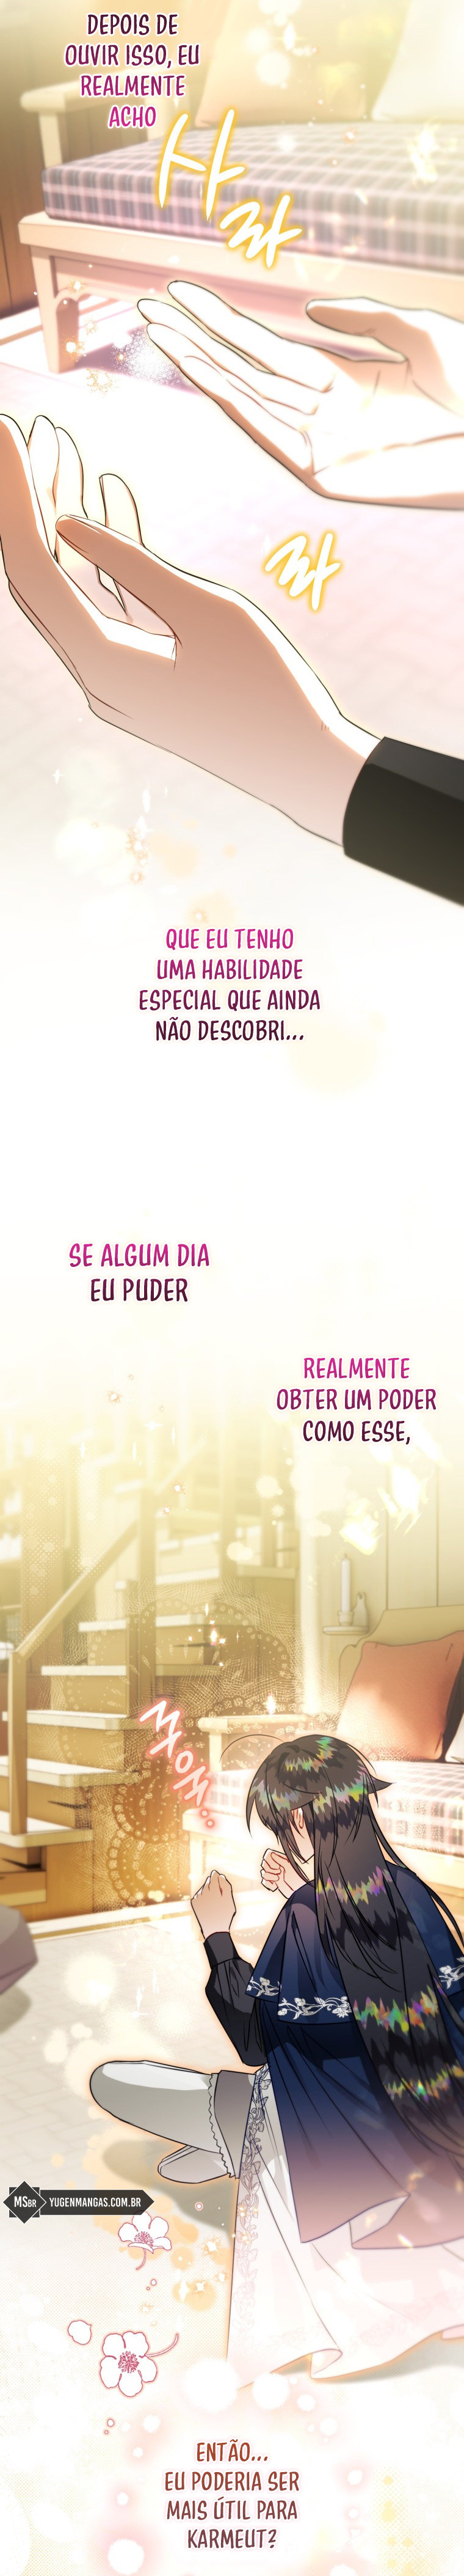 DEPOIS DE
OUVIR ISSO, EU
REALMENTE
ACHO
사
라
라
QUE EU TENHO
UMA HABILIDADE
ESPECIAL QUE AINDA
NÃO DESCOBRI...
SE ALGUM DIA
EU PUDER
REALMENTE
OBTER UM PODER
COMO ESSE,
꾸욱.
MSBR YUGENMANGAS.COM.BR
ENTÃO...
EU PODERIA SER
MAIS ÚTIL PARA
KARMEUT?